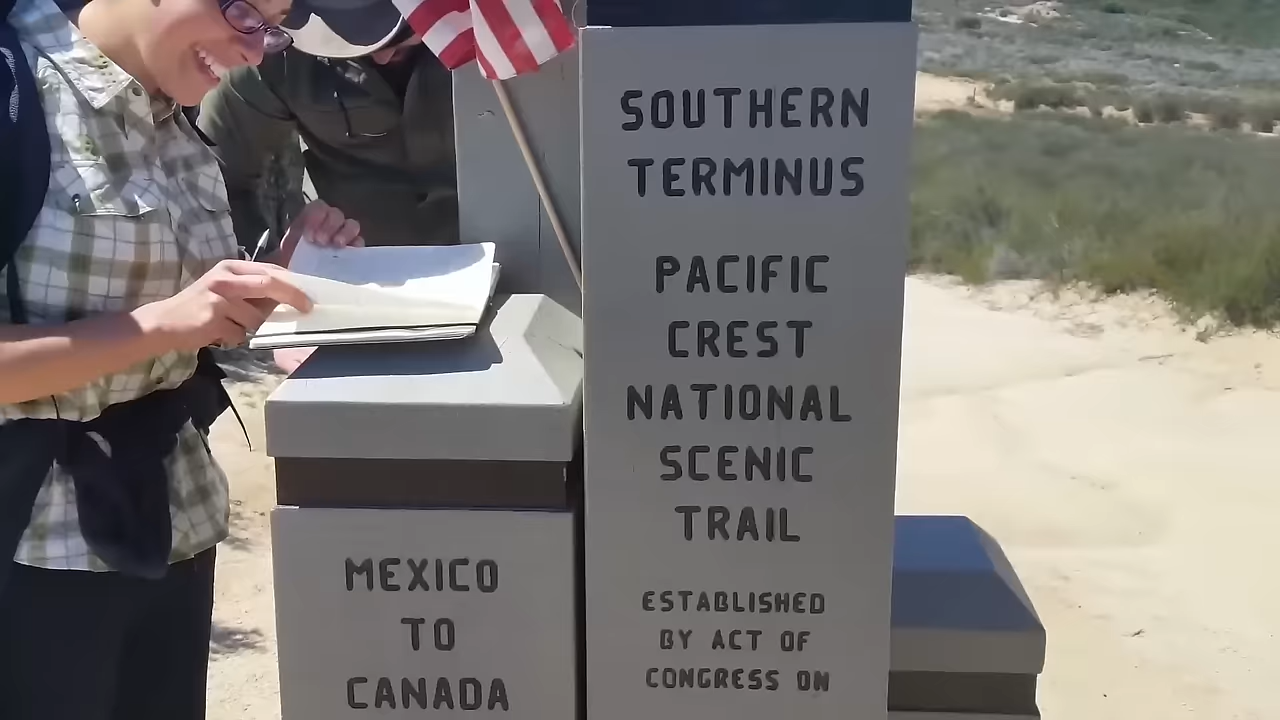 SOUTHERN
TERMINUS
PACIFIC
CREST
NATIONAL
SCENIC
TRAIL
ESTABLISHED
BY ACT OF
CONGRESS ON
MEXICO
TO
CANADA